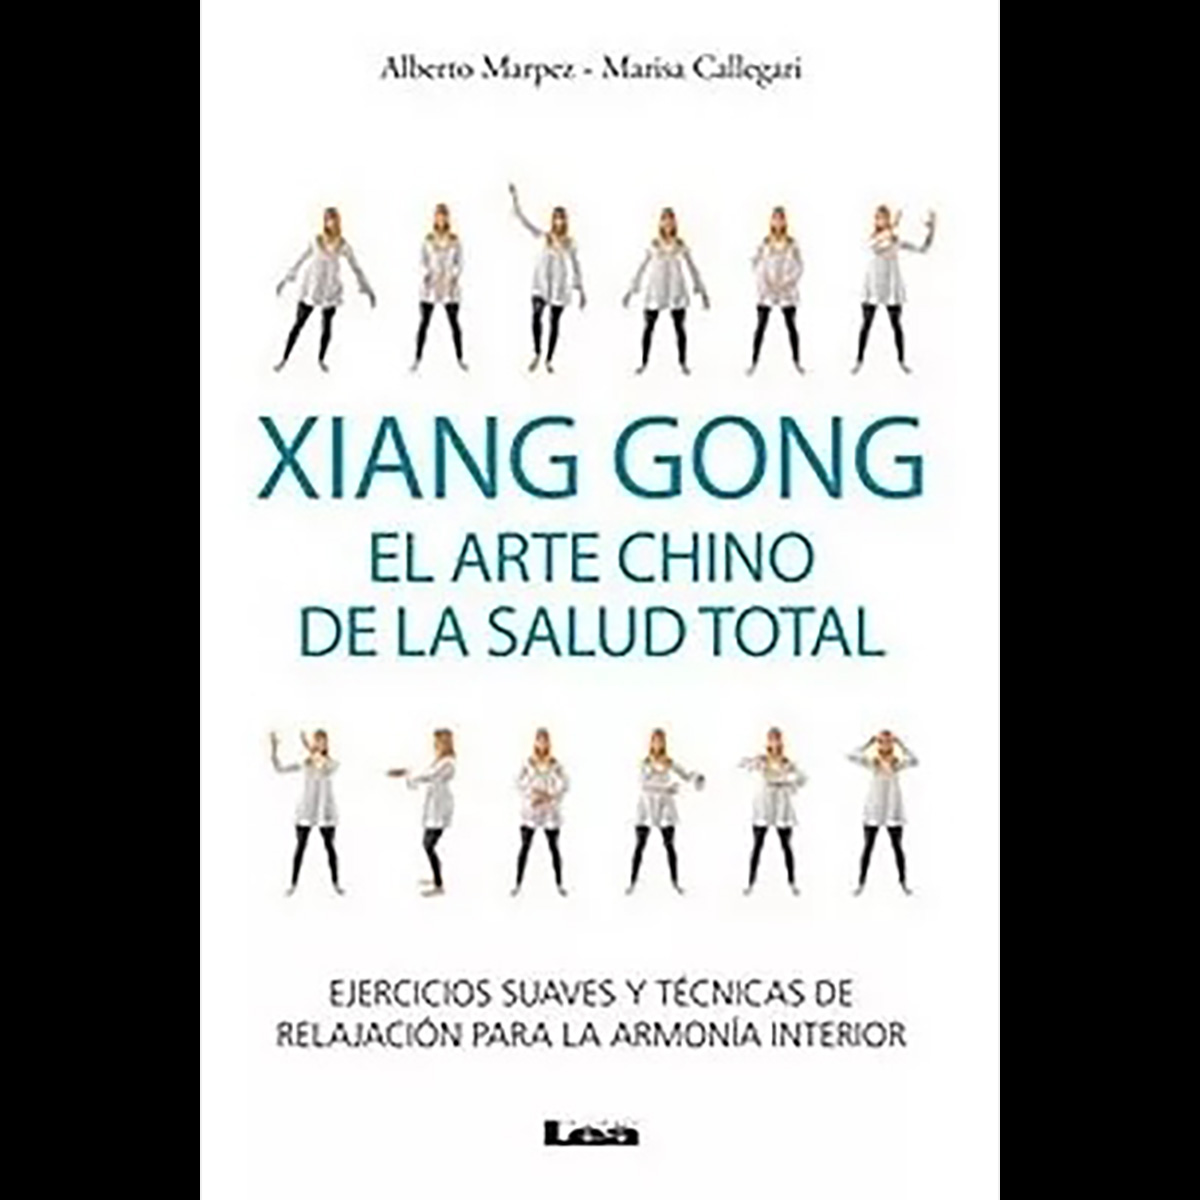 Alberto Marpez - Marisa Callegari
XIANG GONG
EL ARTE CHINO
DE LA SALUD TOTAL
EJERCICIOS SUAVES Y TÉCNICAS DE
RELAJACIÓN PARA LA ARMONÍA INTERIOR